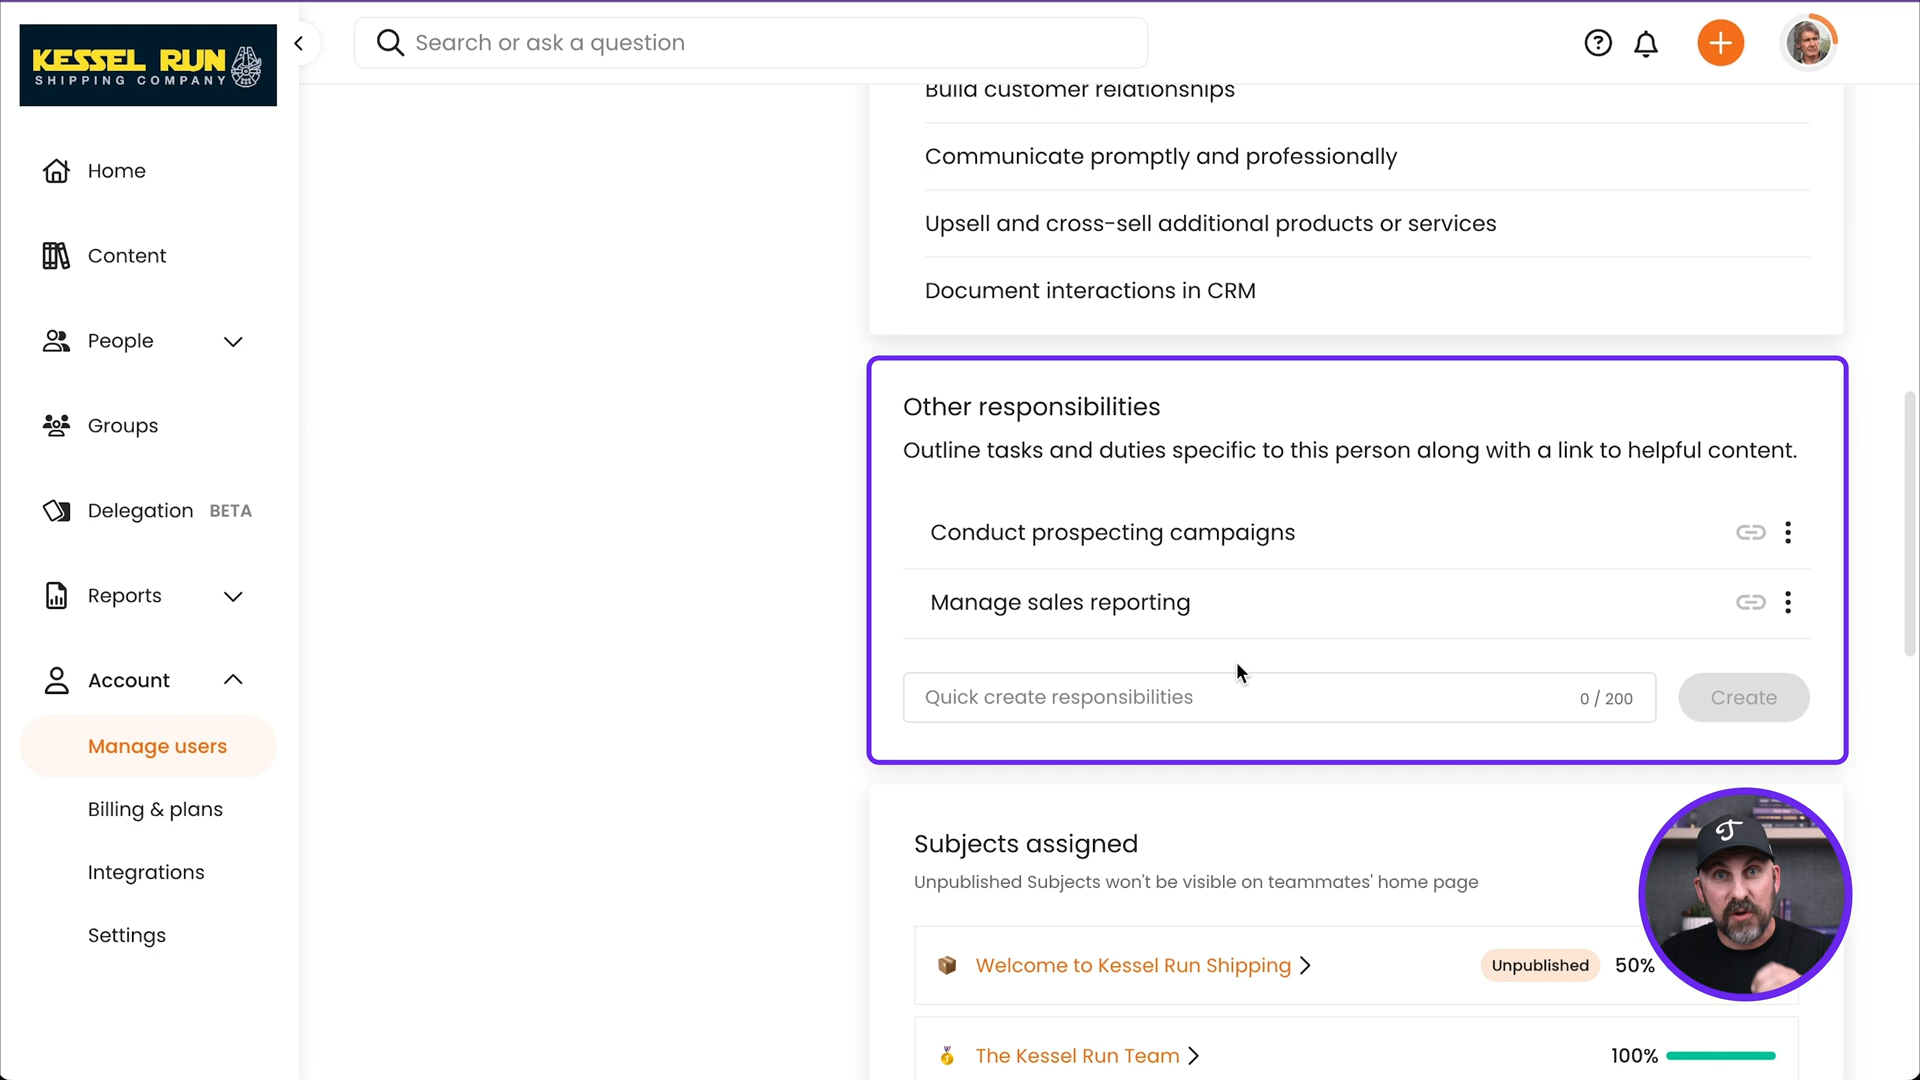 KESSEL RUN
SHIPPING COMPANY
Search or ask a question
Home
Content
People
Groups
Delegation BETA
Reports
Account
Manage users
Billing & plans
Integrations
Settings
Build customer relationships
Communicate promptly and professionally
Upsell and cross-sell additional products or services
Document interactions in CRM
Other responsibilities
Outline tasks and duties specific to this person along with a link to helpful content.
Conduct prospecting campaigns
Manage sales reporting
Quick create responsibilities 0 / 200 Create
Subjects assigned
Unpublished Subjects won't be visible on teammates' home page
Welcome to Kessel Run Shipping Unpublished 50%
The Kessel Run Team 100%